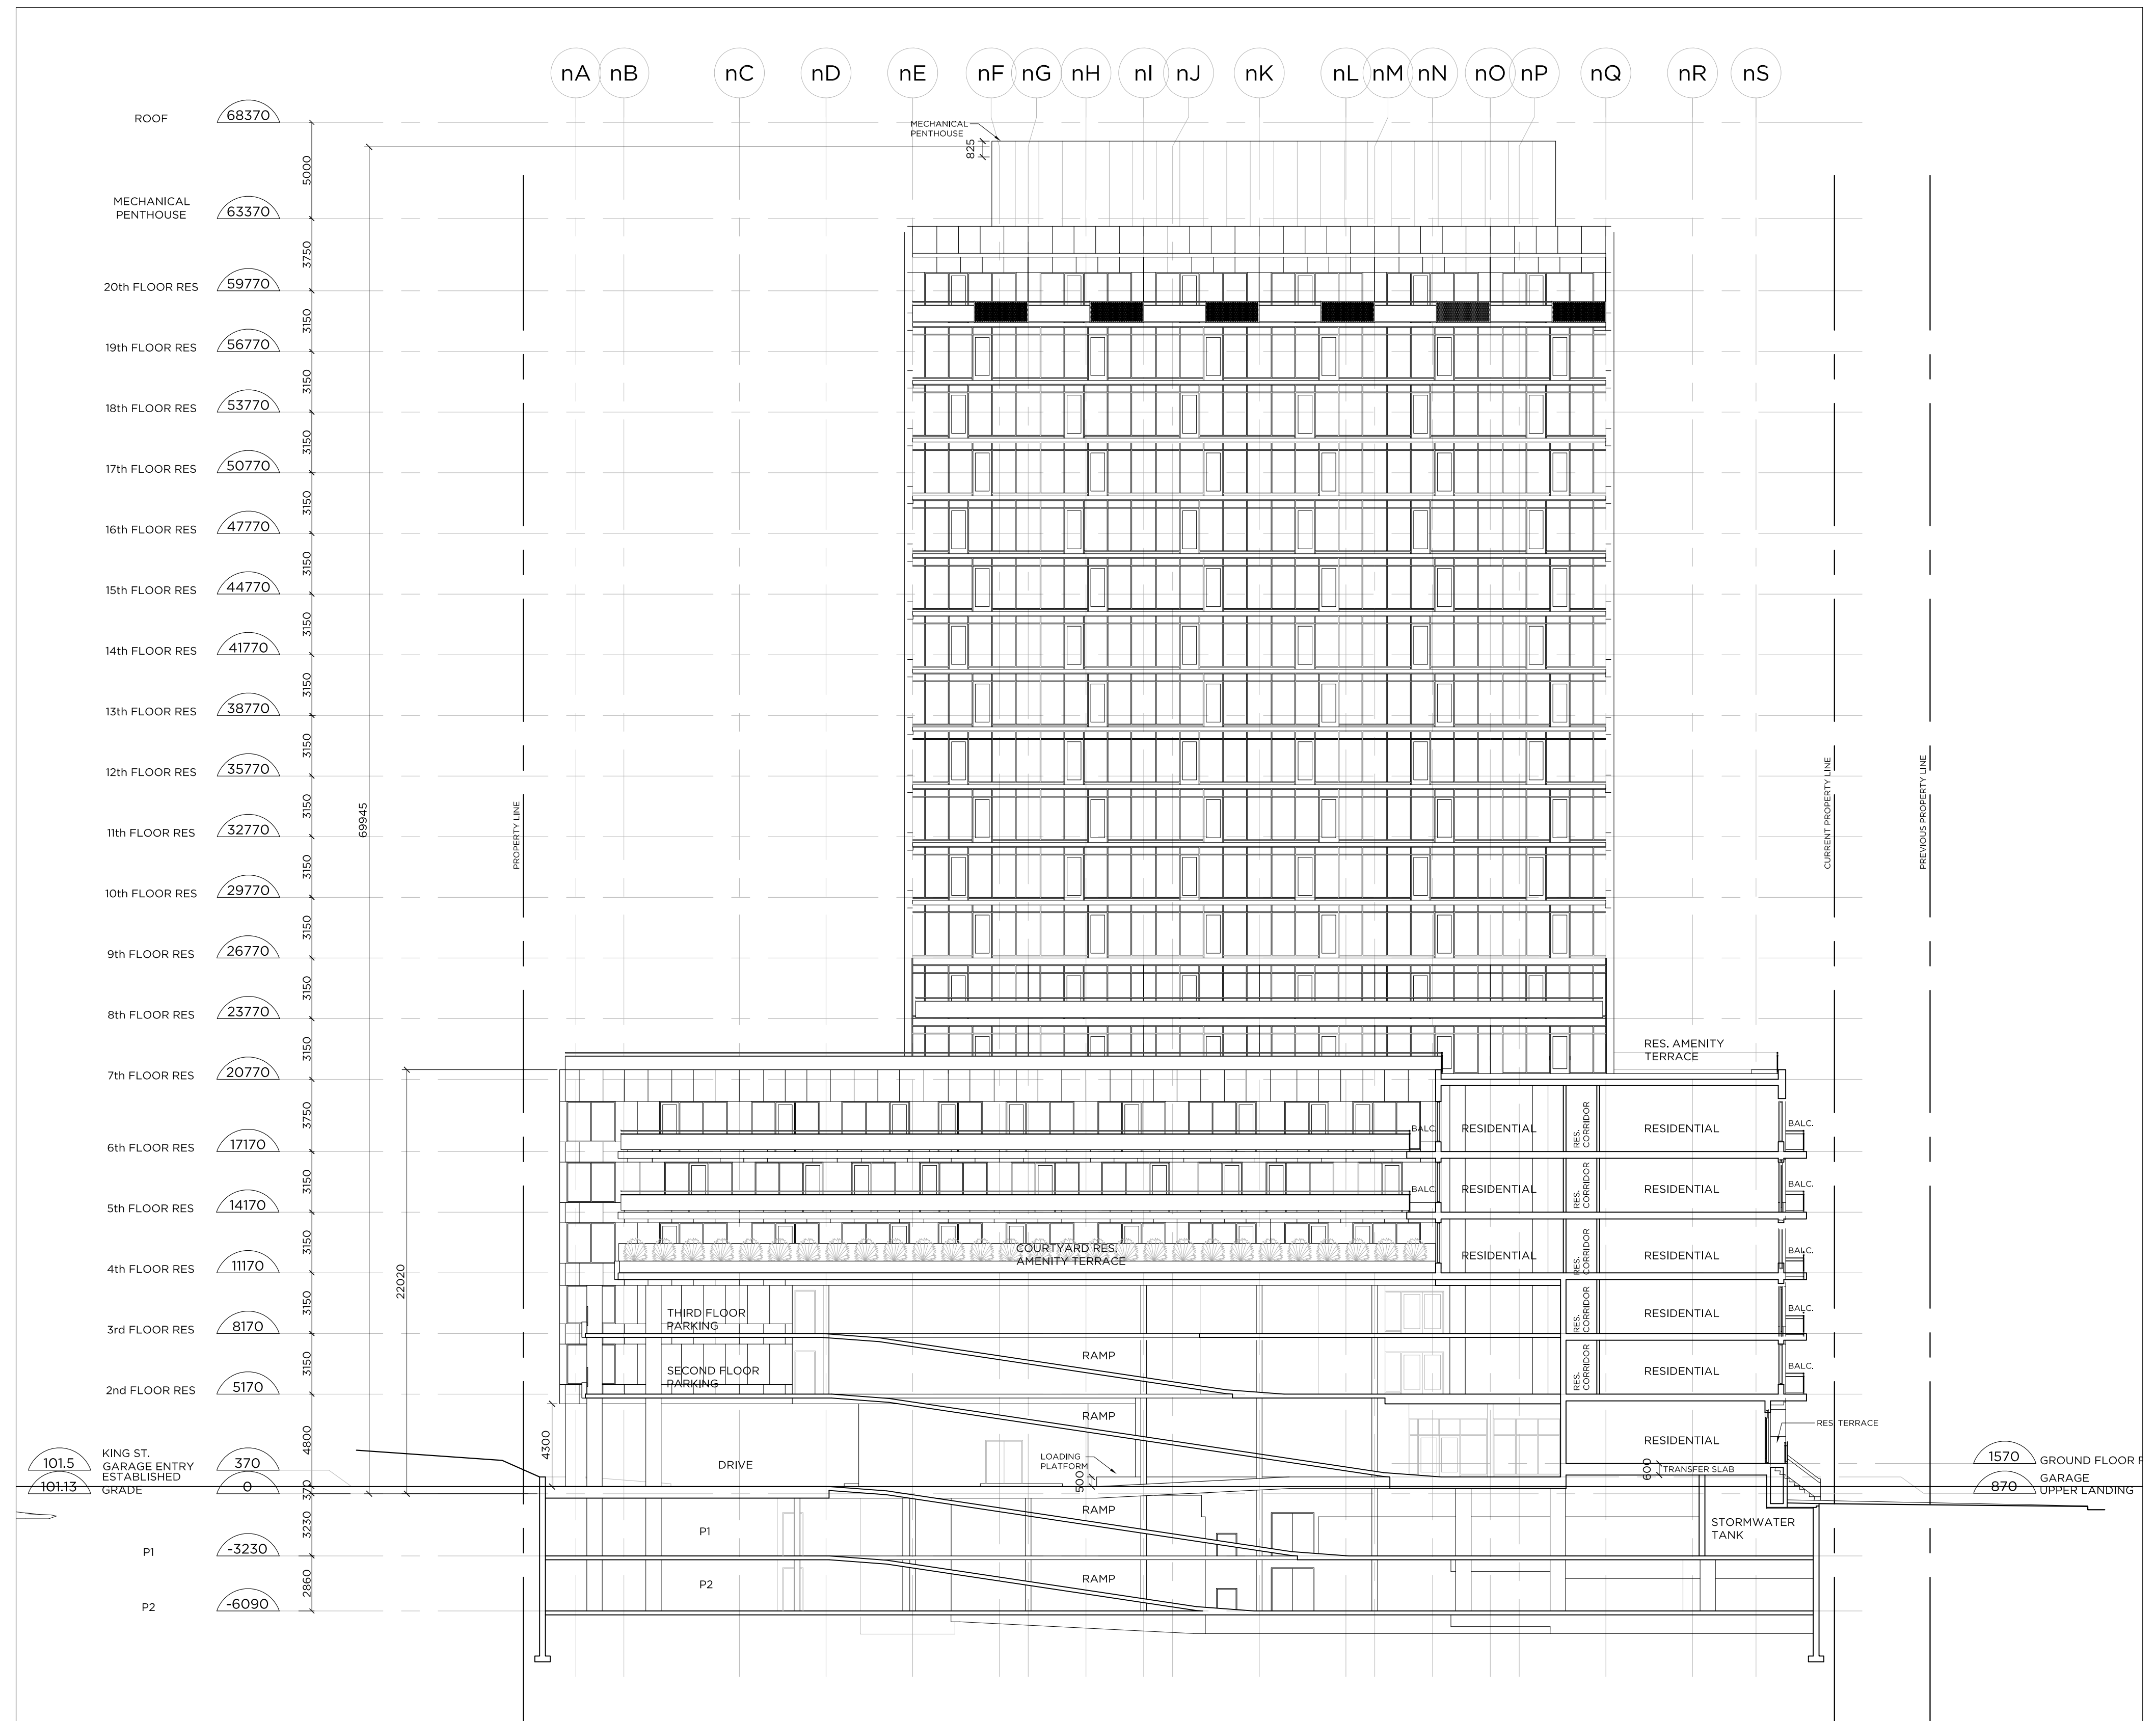 nA nB nC nD nE nF nG nH nI nJ nK nL nM nN nO nP nQ nR nS
ROOF 68370
MECHANICAL
PENTHOUSE
825
5000
MECHANICAL
PENTHOUSE 63370
3750
20th FLOOR RES 59770
3150
19th FLOOR RES 56770
3150
18th FLOOR RES 53770
3150
17th FLOOR RES 50770
3150
16th FLOOR RES 47770
3150
15th FLOOR RES 44770
3150
14th FLOOR RES 41770
3150
13th FLOOR RES 38770
3150
12th FLOOR RES 35770
3150
69945
PROPERTY LINE
CURRENT PROPERTY LINE
PREVIOUS PROPERTY LINE
11th FLOOR RES 32770
3150
10th FLOOR RES 29770
3150
9th FLOOR RES 26770
3150
8th FLOOR RES 23770
3150
RES. AMENITY
TERRACE
7th FLOOR RES 20770
3750
BALC. RESIDENTIAL RES. CORRIDOR RESIDENTIAL BALC.
6th FLOOR RES 17170
3150
BALC. RESIDENTIAL RES. CORRIDOR RESIDENTIAL BALC.
5th FLOOR RES 14170
3150
COURTYARD RES.
AMENITY TERRACE
RESIDENTIAL RES. CORRIDOR RESIDENTIAL BALC.
4th FLOOR RES 11170
22020
3150
THIRD FLOOR
PARKING
RES. CORRIDOR RESIDENTIAL BALC.
3rd FLOOR RES 8170
3150
RAMP
SECOND FLOOR
PARKING
RES. CORRIDOR RESIDENTIAL BALC.
2nd FLOOR RES 5170
4800
RAMP
RES. TERRACE
4300
RESIDENTIAL
101.5 KING ST.
GARAGE ENTRY 370
DRIVE
LOADING
PLATFORM
500
600
TRANSFER SLAB
1570 GROUND FLOOR F
101.13 ESTABLISHED
GRADE 0
370
870 GARAGE
UPPER LANDING
3230
RAMP
P1
STORMWATER
TANK
P1 -3230
2860
RAMP
P2
P2 -6090